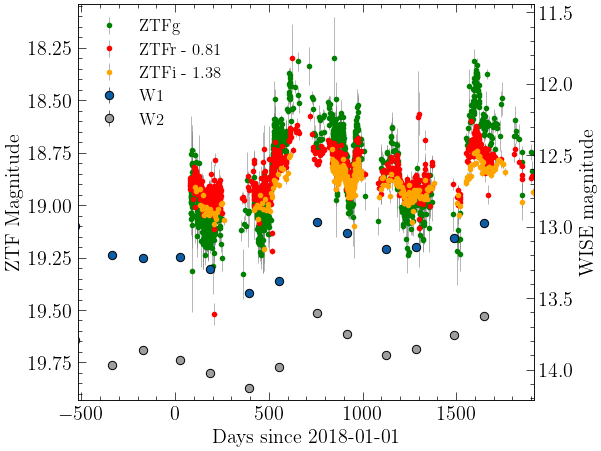 ZTFg
ZTFr - 0.81
ZTFi - 1.38
W1
W2
18.25
18.50
18.75
19.00
19.25
19.50
19.75
ZTF Magnitude
11.5
12.0
12.5
13.0
13.5
14.0
WISE magnitude
−500
0
500
1000
1500
Days since 2018-01-01